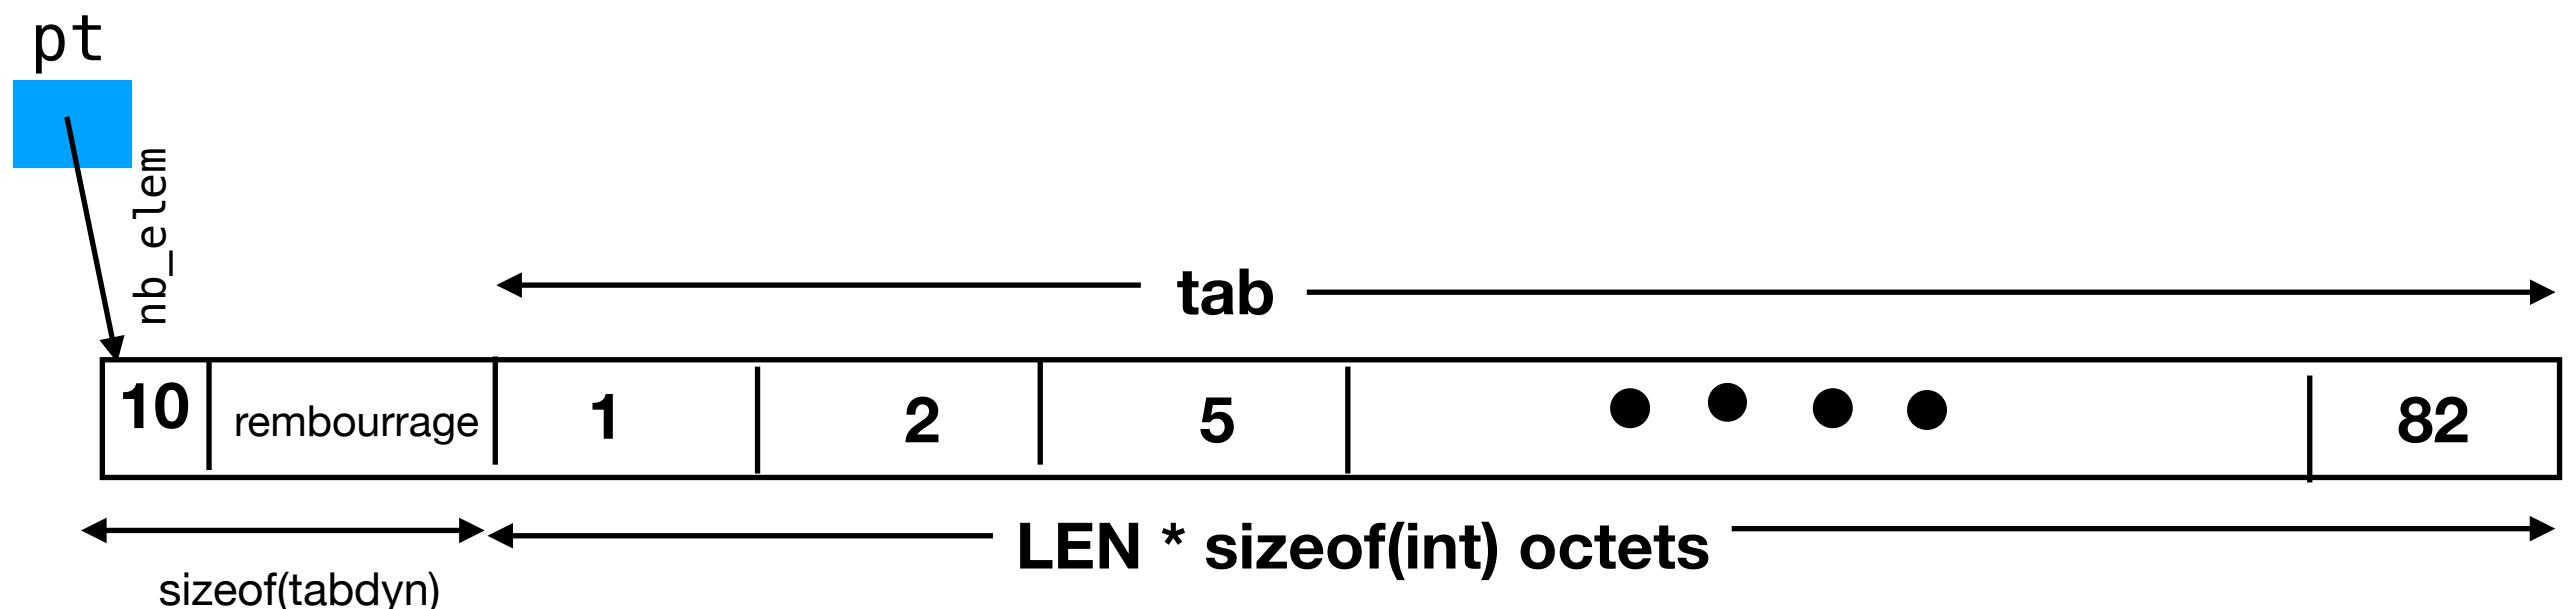 pt
nb_elem
tab
10 rembourrage 1 2 5 82
LEN * sizeof(int) octets
sizeof(tabdyn)